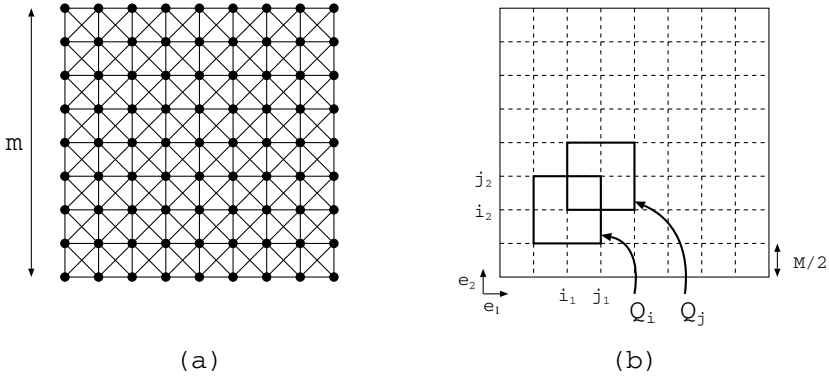 m
j₂
i₂
M/2
e₂
e₁
i₁ j₁
Qᵢ Qⱼ
(a) (b)